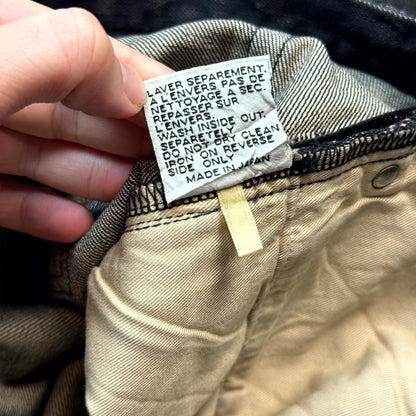 LAVER SEPAREMENT.
A L'ENVERS PAS DE
NETTOYAGE A SEC.
REPASSER SUR
L'ENVERS.
WASH INSIDE OUT.
SEPARETELY
DO NOT DRY CLEAN
IRON ON REVERSE
SIDE ONLY
MADE IN JAPAN